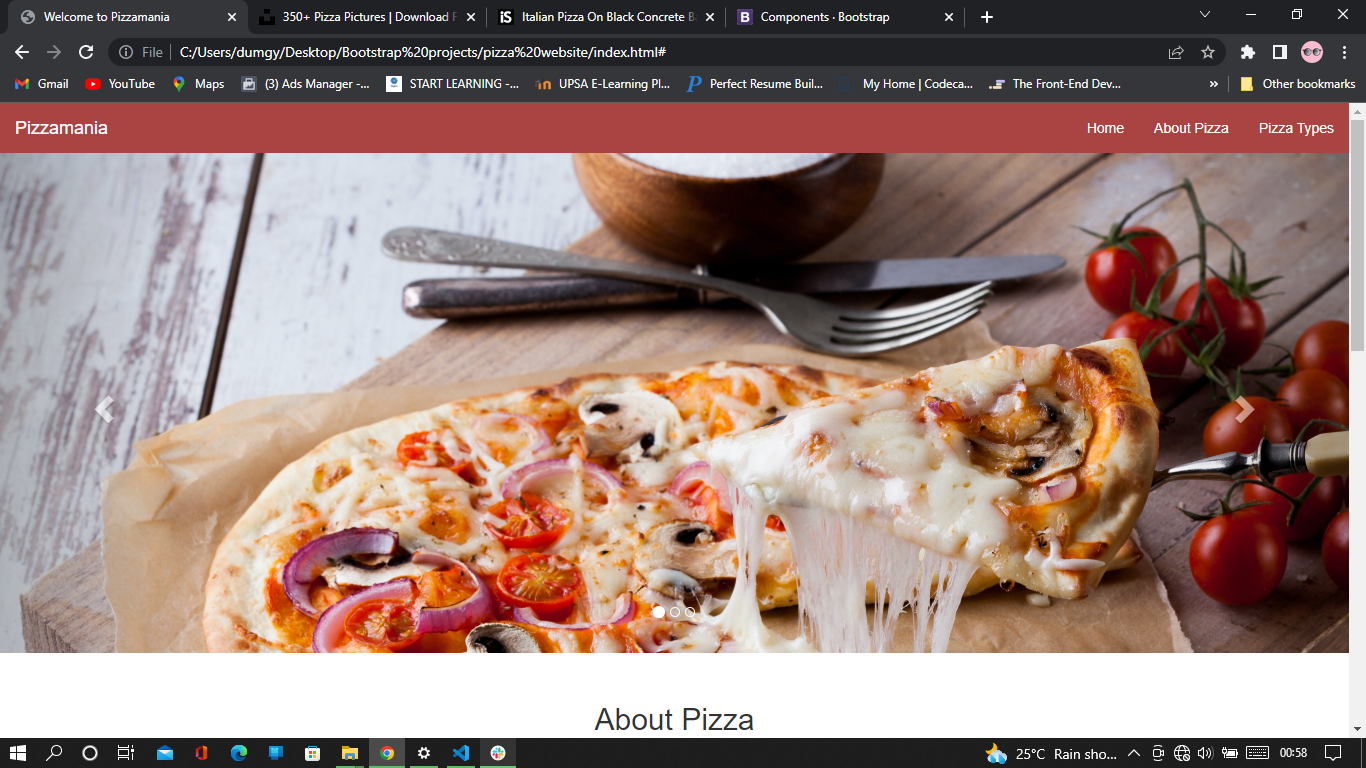 Welcome to Pizzamania
350+ Pizza Pictures | Download F
Italian Pizza On Black Concrete B
Components · Bootstrap
File
C:/Users/dumgy/Desktop/Bootstrap%20projects/pizza%20website/index.html#
Gmail
YouTube
Maps
(3) Ads Manager -...
START LEARNING -...
UPSA E-Learning Pl...
Perfect Resume Buil...
My Home | Codeca...
The Front-End Dev...
»
Other bookmarks
Pizzamania
Home
About Pizza
Pizza Types
About Pizza
25°C Rain sho...
00:58